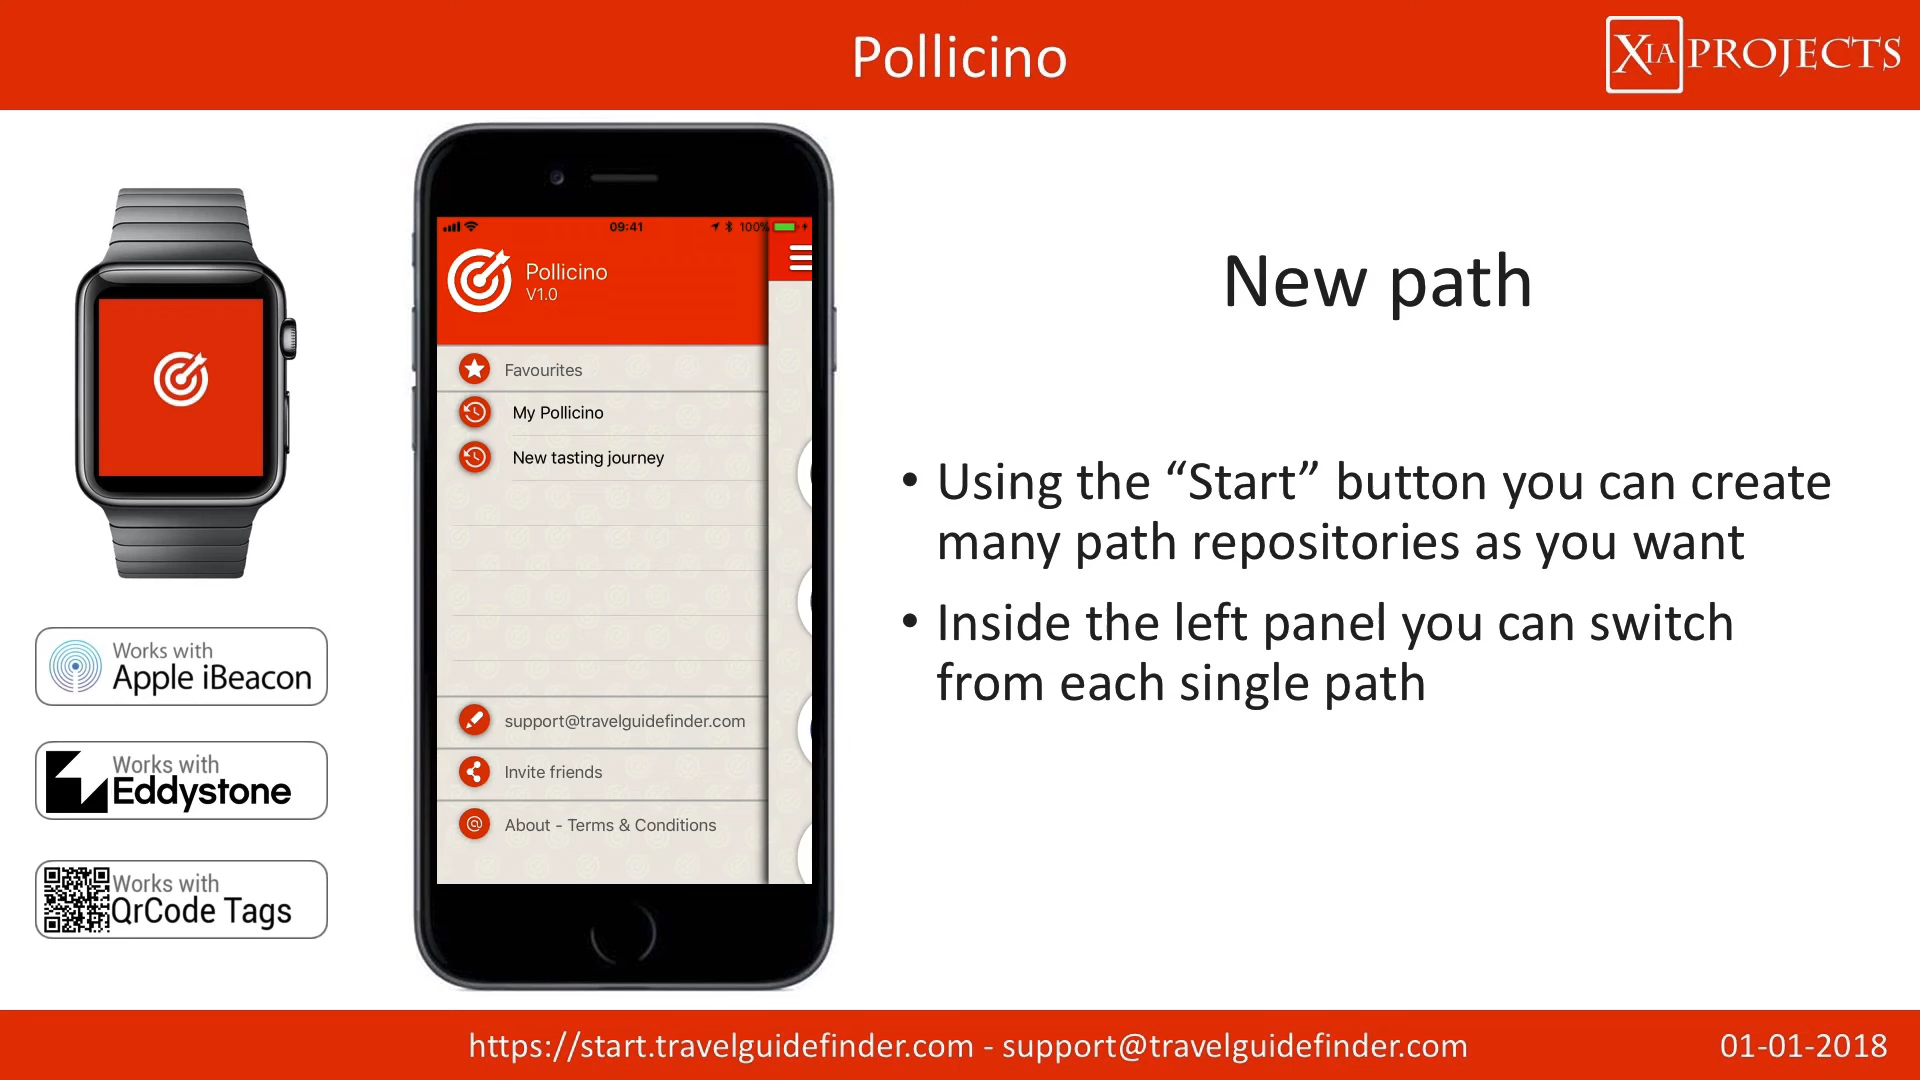 Pollicino
XIA PROJECTS
09:41
100%
Pollicino
V1.0
Favourites
My Pollicino
New tasting journey
support@travelguidefinder.com
Invite friends
About - Terms & Conditions
Works with
Apple iBeacon
Works with
Eddystone
Works with
QrCode Tags
New path
• Using the “Start” button you can create
many path repositories as you want
• Inside the left panel you can switch
from each single path
https://start.travelguidefinder.com - support@travelguidefinder.com
01-01-2018